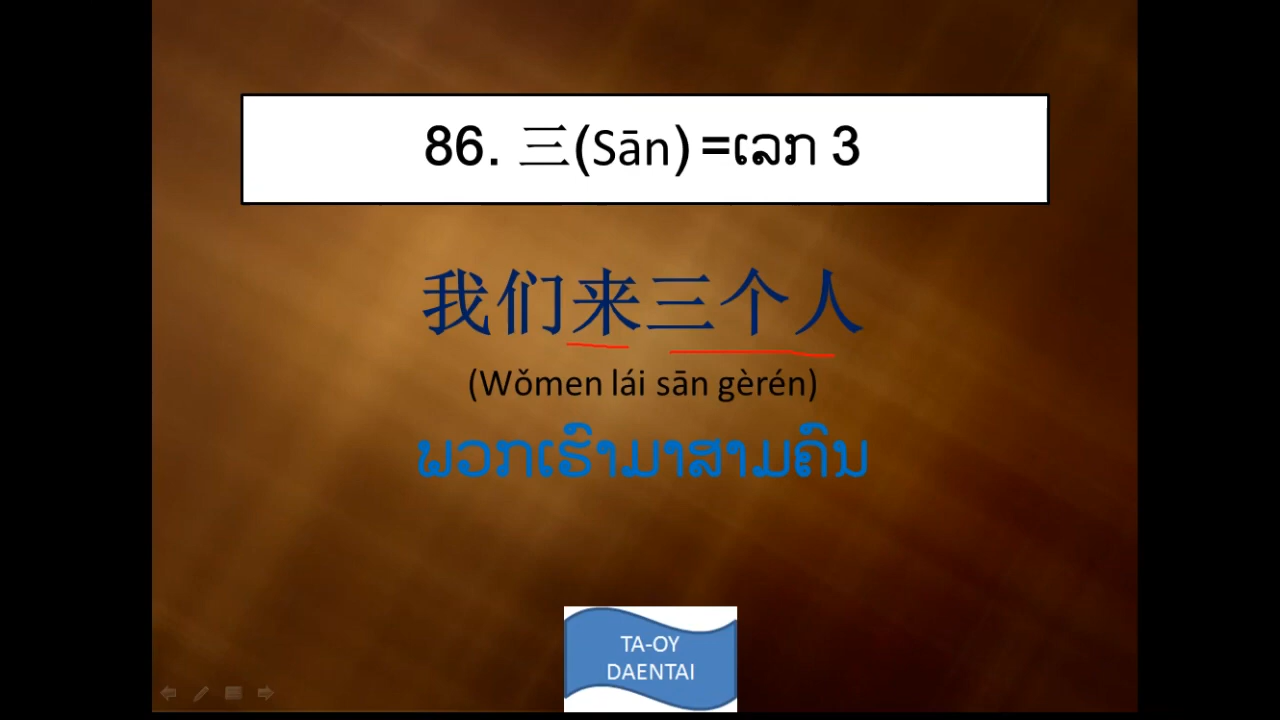 86. 三(Sān) =ເລກ 3
我们来三个人
(Wǒmen lái sān gèrén)
ພວກເຮົາມາສາມຄົນ
TA-OY
DAENTAI